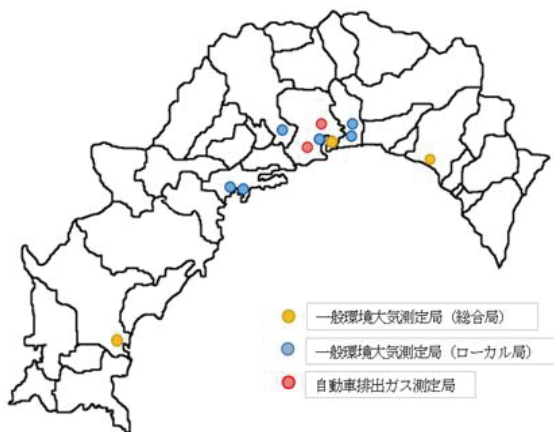 一般環境大気測定局（総合局）
一般環境大気測定局（ローカル局）
自動車排出ガス測定局